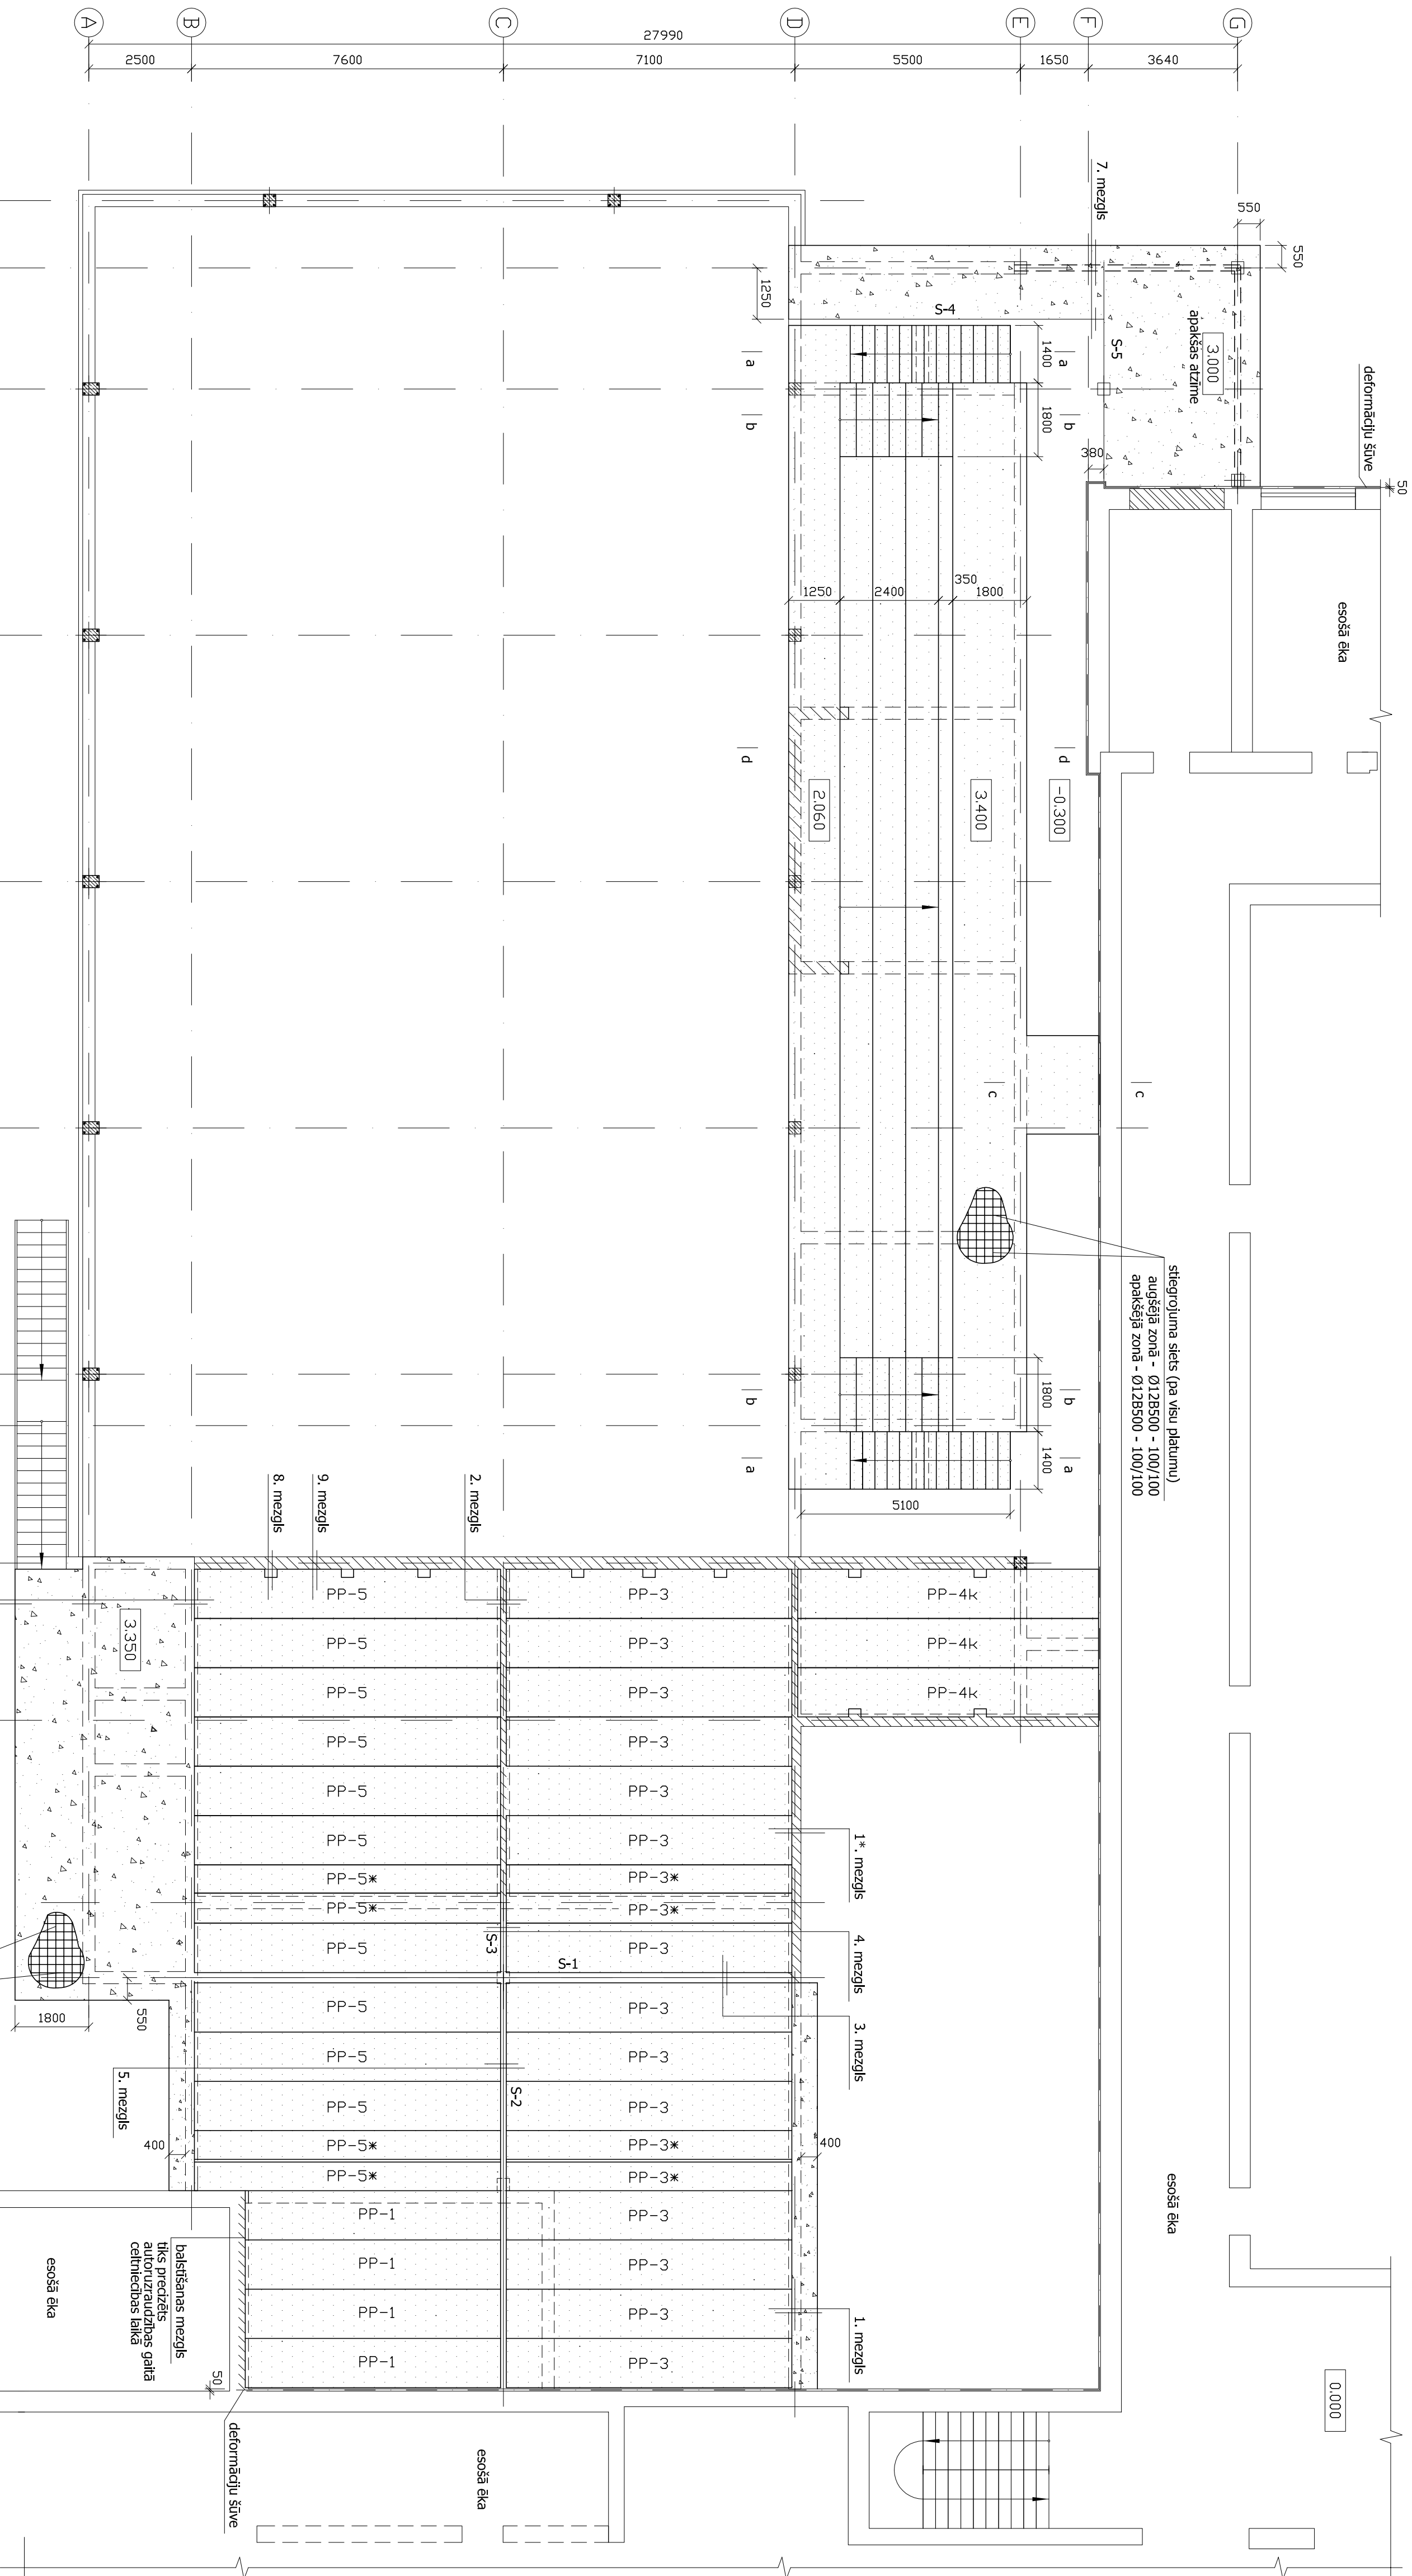 A
B
C
D
E
F
G
27990
2500
7600
7100
5500
1650
3640
7. mezgls
550
550
1250
S-4
S-5
3.000
apakšas atzīme
deformāciju šūve
50
a
1400
a
b
1800
b
380
esošā ēka
1250
2400
350
1800
d
d
2.060
3.400
-0.300
c
c
stiegrojuma siets (pa visu platumu)
augšējā zonā - Ø12B500 - 100/100
apakšējā zonā - Ø12B500 - 100/100
b
1800
b
a
1400
a
5100
8. mezgls
9. mezgls
2. mezgls
3.350
PP-5
PP-3
PP-4k
PP-5
PP-3
PP-4k
PP-5
PP-3
PP-4k
PP-5
PP-3
PP-5
PP-3
PP-5
PP-3
1*. mezgls
PP-5*
PP-3*
PP-5*
PP-3*
PP-5
S-3
PP-3
4. mezgls
S-1
550
1800
PP-5
PP-3
3. mezgls
PP-5
PP-3
5. mezgls
S-2
PP-5
PP-3
400
PP-5*
PP-3*
400
PP-5*
PP-3*
PP-1
PP-3
PP-1
PP-3
PP-1
PP-3
1. mezgls
PP-1
PP-3
esošā ēka
balstīšanas mezgls
tiks precizēts
autoruzraudzības gaitā
celtniecības laikā
esošā ēka
50
deformāciju šūve
esošā ēka
0.000